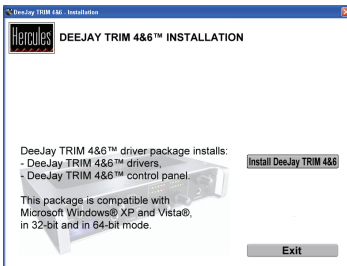 DeeJay TRIM 4&6 - Installation
Hercules
DEEJAY TRIM 4&6™ INSTALLATION
DeeJay TRIM 4&6™ driver package installs:
- DeeJay TRIM 4&6™ drivers,
- DeeJay TRIM 4&6™ control panel.
Install DeeJay TRIM 4&6
This package is compatible with
Microsoft Windows® XP and Vista®,
in 32-bit and in 64-bit mode.
Exit